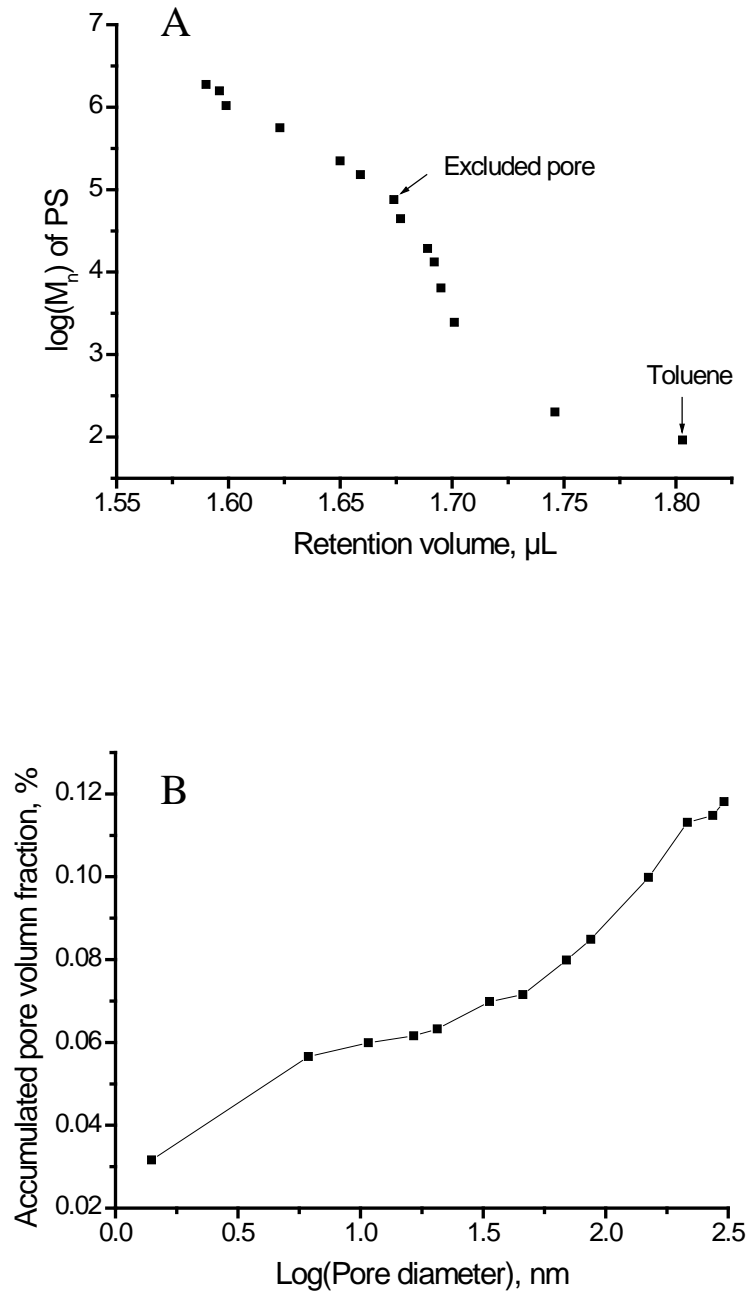 A
7
6
5
4
3
2
log(Mn) of PS
Excluded pore
Toluene
1.55 1.60 1.65 1.70 1.75 1.80
Retention volume, µL
B
0.12
0.10
0.08
0.06
0.04
0.02
Accumulated pore volumn fraction, %
0.0 0.5 1.0 1.5 2.0 2.5
Log(Pore diameter), nm